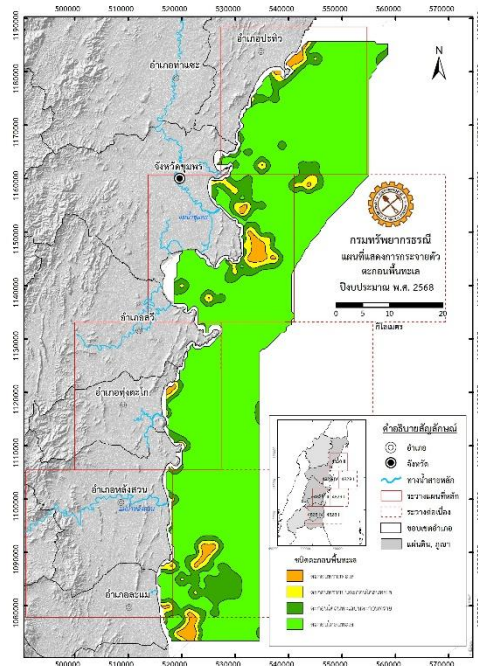 500000 510000 520000 530000 540000 550000 560000
1190000
1180000
1170000
1160000
1150000
1140000
1130000
1120000
1110000
1100000
1090000
1080000
อำเภอปะทิว
อำเภอท่าแซะ
จังหวัดชุมพร
อำเภอสวี
อำเภอทุ่งตะโก
อำเภอหลังสวน
อำเภอละแม
N
กรมทรัพยากรธรณี
แผนที่แสดงการกระจายตัว
ตะกอนพื้นทะเล
ปีงบประมาณ พ.ศ. 2568
0 10 20
กิโลเมตร
คำอธิบายสัญลักษณ์
อำเภอ
จังหวัด
ทางน้ำสายหลัก
ระวางแผนที่หลัก
ระวางต่อเนื่อง
ขอบเขตอำเภอ
แผ่นดิน, ภูเขา
ชนิดตะกอนพื้นทะเล
500000 510000 520000 530000 540000 550000 560000